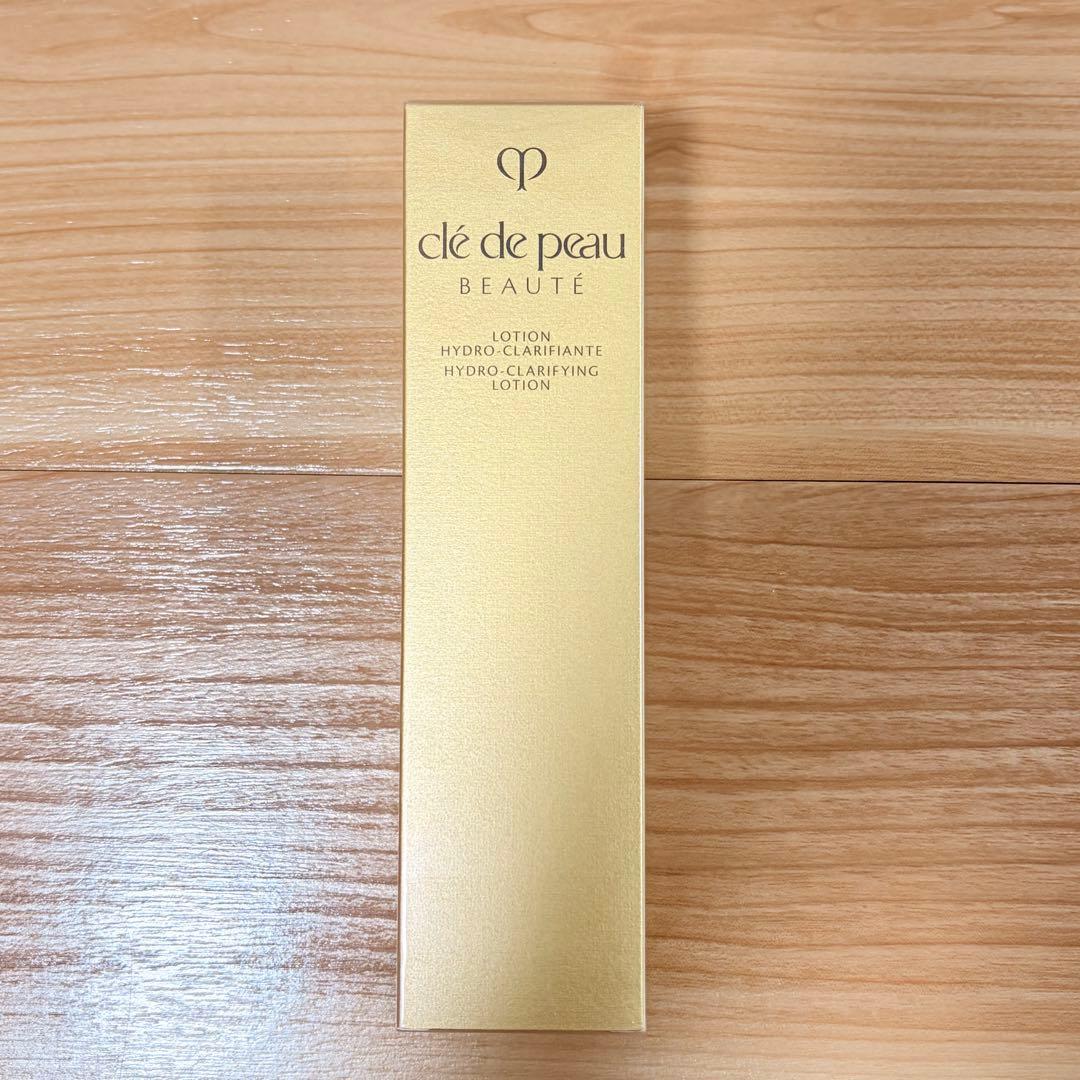 clé de peau
BEAUTÉ
LOTION
HYDRO-CLARIFIANTE
HYDRO-CLARIFYING
LOTION